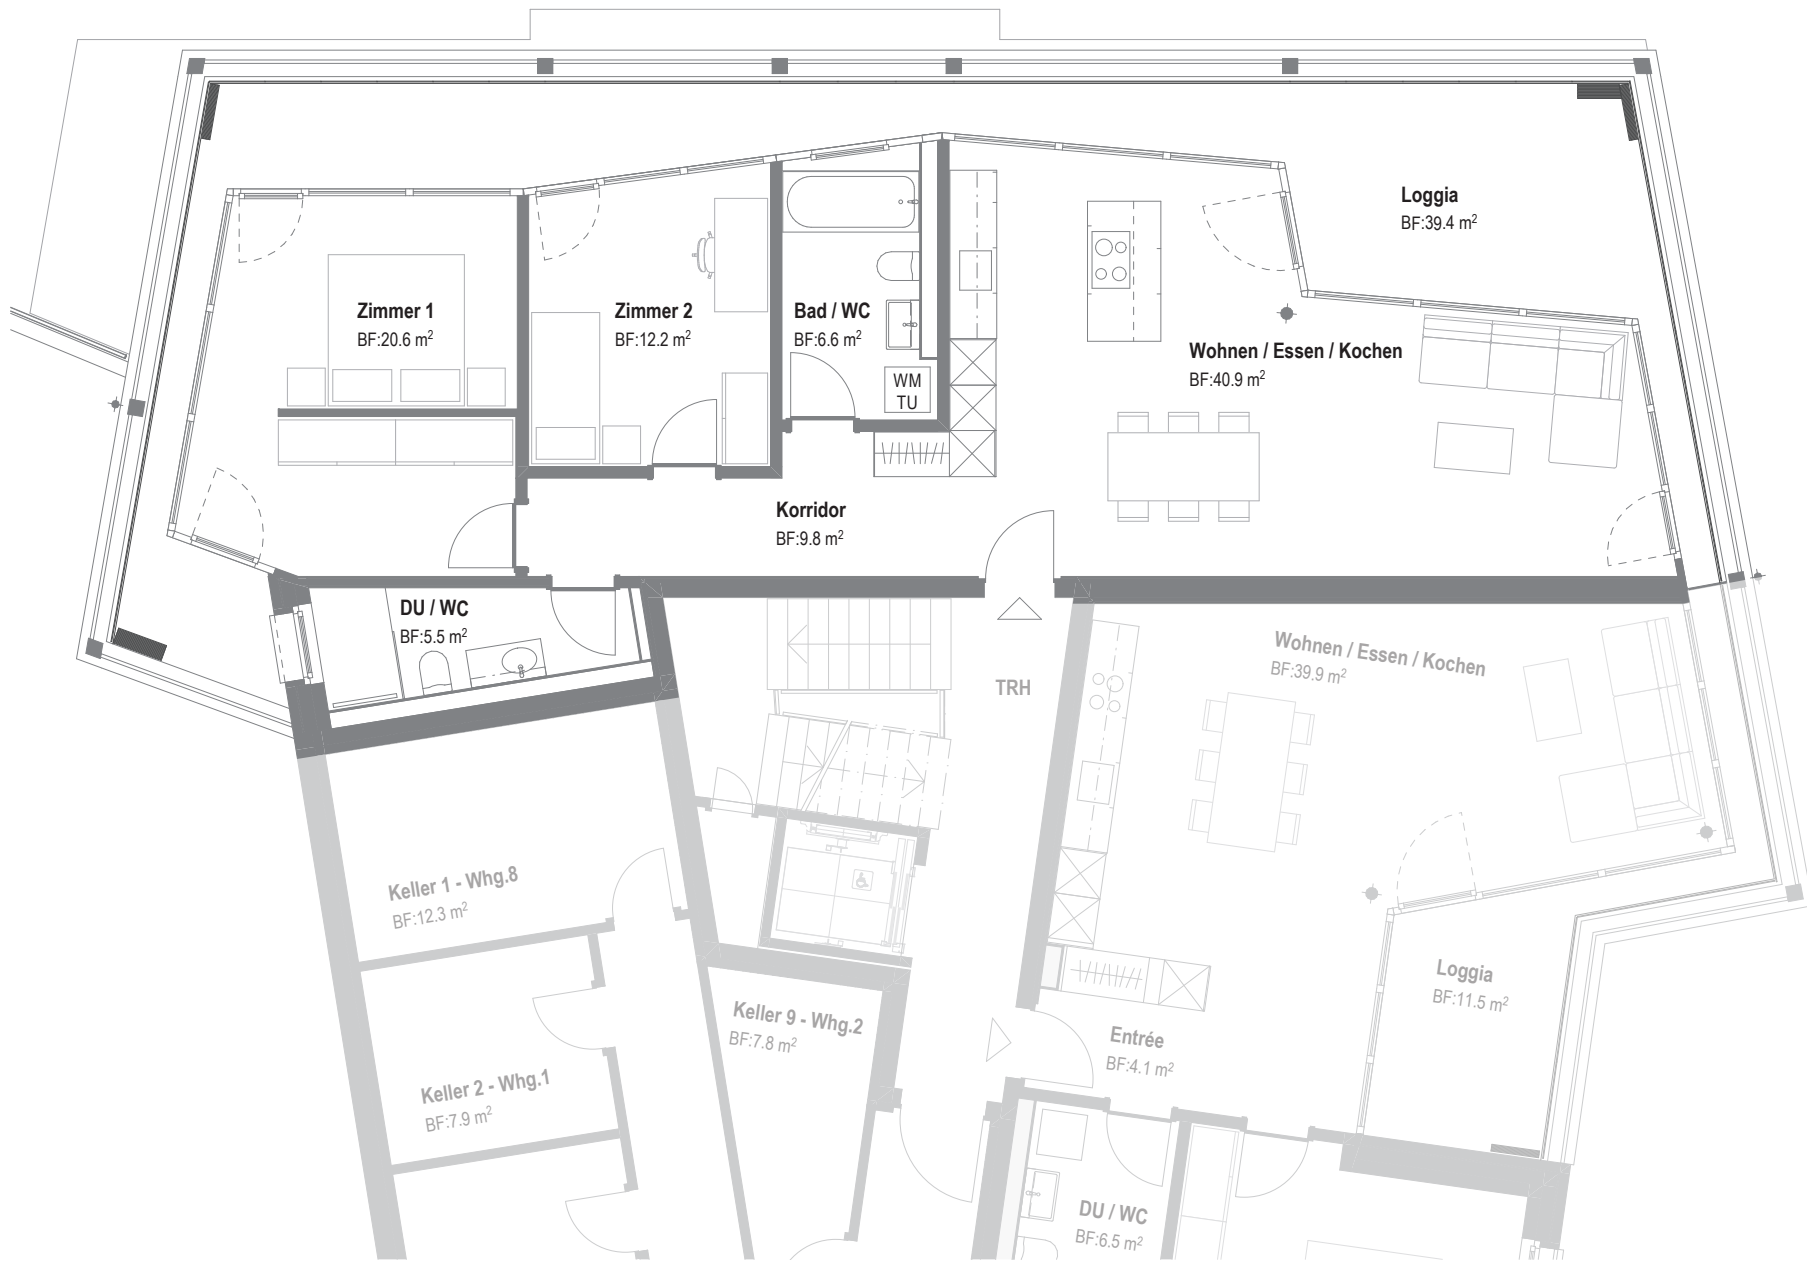 Loggia
BF:39.4 m²
Zimmer 1
BF:20.6 m²
Zimmer 2
BF:12.2 m²
Bad / WC
BF:6.6 m²
Wohnen / Essen / Kochen
BF:40.9 m²
WM
TU
Korridor
BF:9.8 m²
DU / WC
BF:5.5 m²
TRH
Wohnen / Essen / Kochen
BF:39.9 m²
Keller 1 - Whg.8
BF:12.3 m²
Loggia
BF:11.5 m²
Keller 9 - Whg.2
BF:7.8 m²
Entrée
BF:4.1 m²
Keller 2 - Whg.1
BF:7.9 m²
DU / WC
BF:6.5 m²